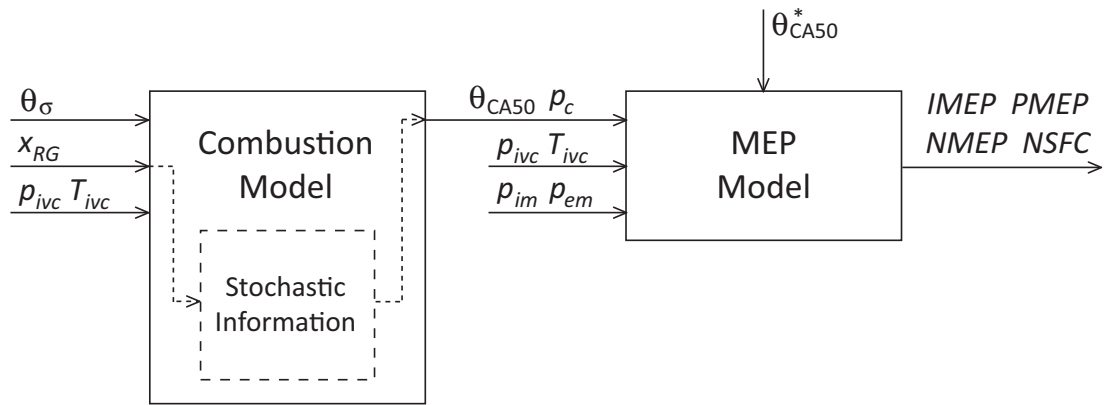 θσ
xRG
pivc Tivc
Combustion
Model
Stochastic
Information
θCA50 pc
pivc Tivc
pim pem
θ*CA50
MEP
Model
IMEP PMEP
NMEP NSFC